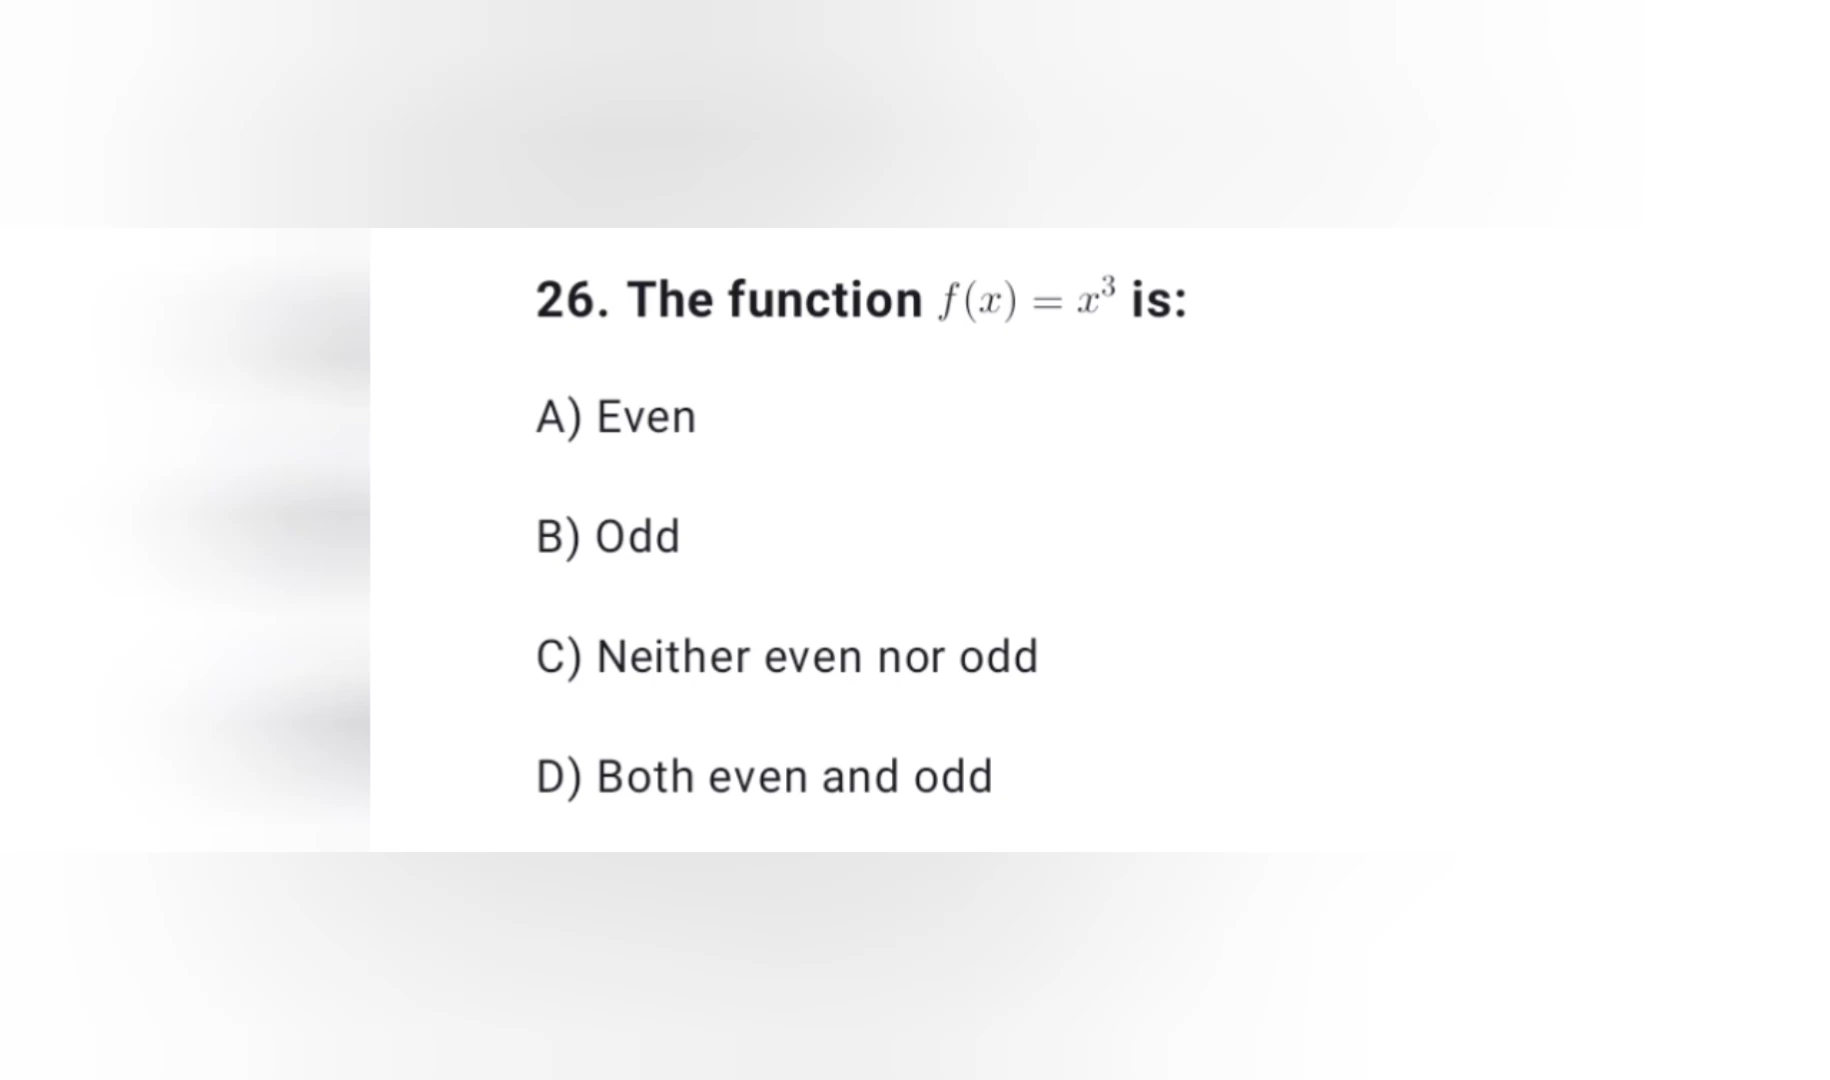 26. The function f(x) = x³ is:
A) Even
B) Odd
C) Neither even nor odd
D) Both even and odd